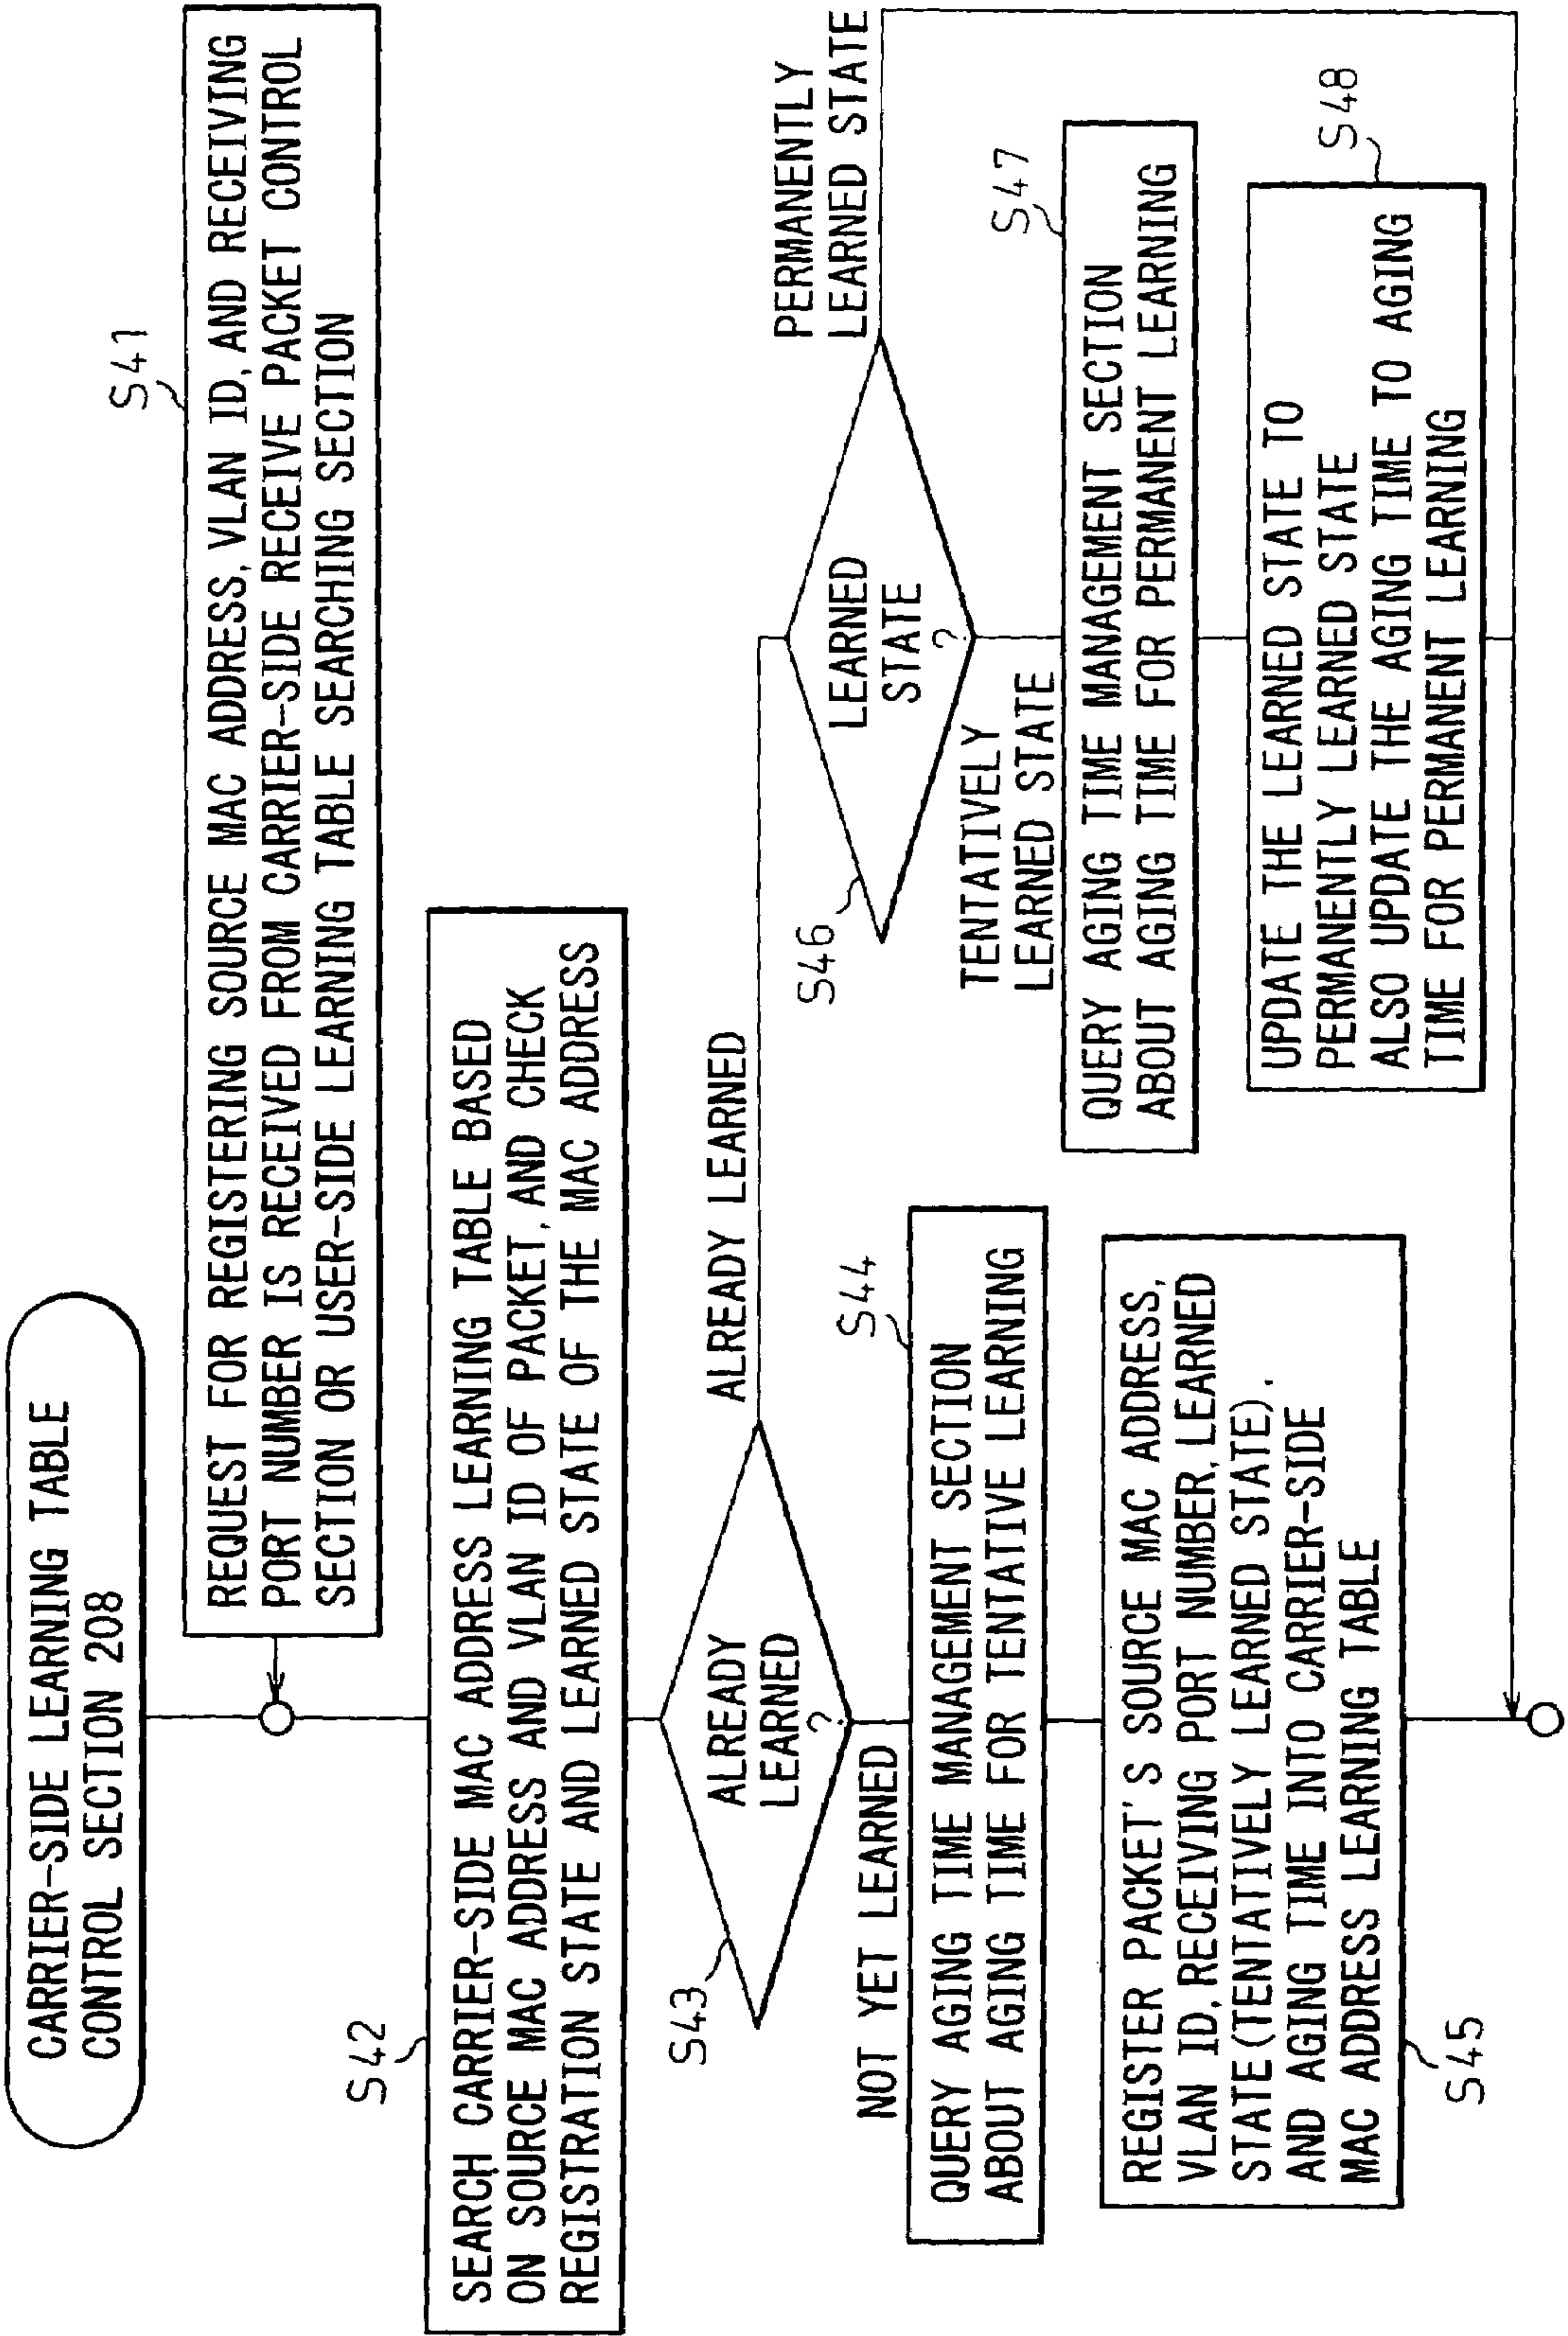 CARRIER-SIDE LEARNING TABLE
CONTROL SECTION 208
S41
REQUEST FOR REGISTERING SOURCE MAC ADDRESS, VLAN ID, AND RECEIVING
PORT NUMBER IS RECEIVED FROM CARRIER-SIDE RECEIVE PACKET CONTROL
SECTION OR USER-SIDE LEARNING TABLE SEARCHING SECTION
S42
SEARCH CARRIER-SIDE MAC ADDRESS LEARNING TABLE BASED
ON SOURCE MAC ADDRESS AND VLAN ID OF PACKET, AND CHECK
REGISTRATION STATE AND LEARNED STATE OF THE MAC ADDRESS
S43
ALREADY
LEARNED
?
ALREADY LEARNED
NOT YET LEARNED
S44
QUERY AGING TIME MANAGEMENT SECTION
ABOUT AGING TIME FOR TENTATIVE LEARNING
REGISTER PACKET'S SOURCE MAC ADDRESS,
VLAN ID, RECEIVING PORT NUMBER, LEARNED
STATE(TENTATIVELY LEARNED STATE).
AND AGING TIME INTO CARRIER-SIDE
MAC ADDRESS LEARNING TABLE
S45
S46
LEARNED
STATE
?
PERMANENTLY
LEARNED STATE
TENTATIVELY
LEARNED STATE
S47
QUERY AGING TIME MANAGEMENT SECTION
ABOUT AGING TIME FOR PERMANENT LEARNING
S48
UPDATE THE LEARNED STATE TO
PERMANENTLY LEARNED STATE
ALSO UPDATE THE AGING TIME TO AGING
TIME FOR PERMANENT LEARNING